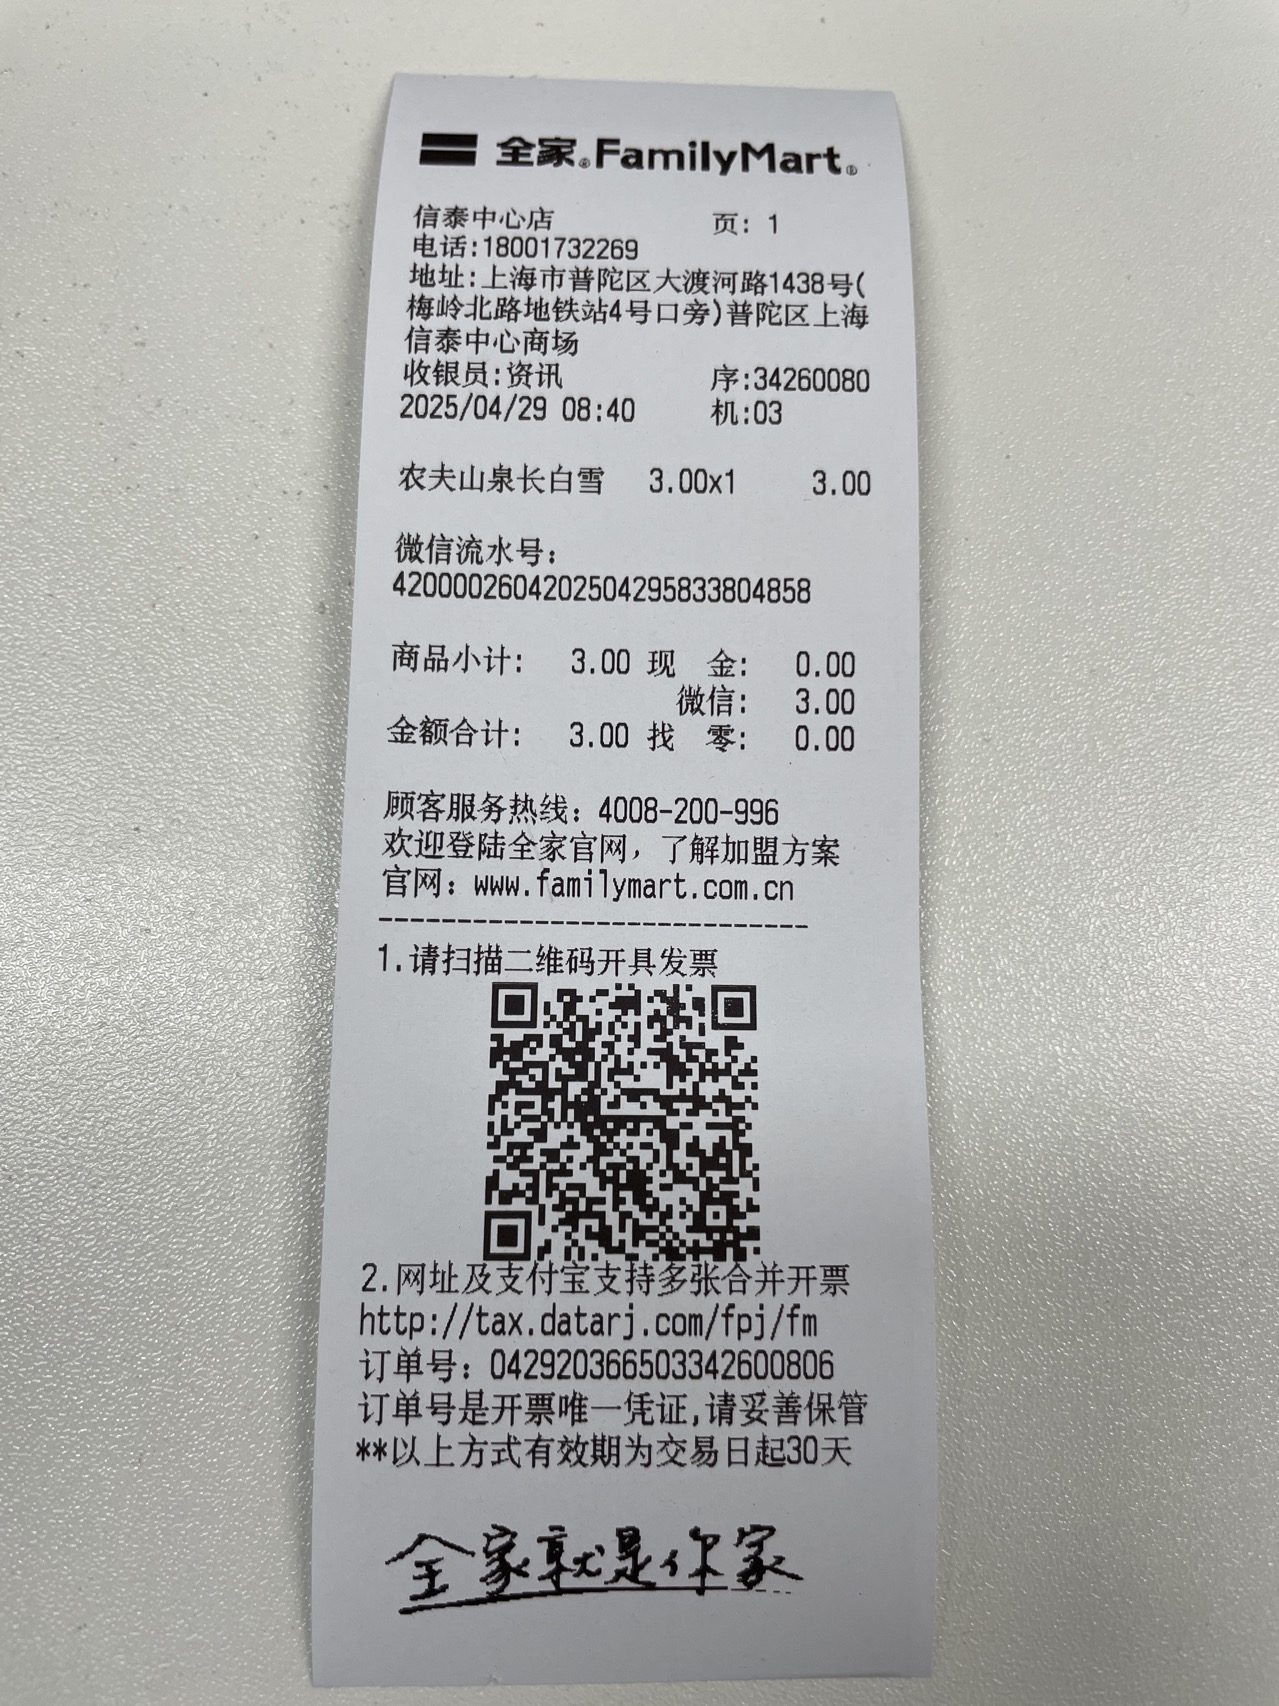 全家®FamilyMart®
信泰中心店 页: 1
电话:18001732269
地址:上海市普陀区大渡河路1438号(
梅岭北路地铁站4号口旁)普陀区上海
信泰中心商场
收银员:资讯 序:34260080
2025/04/29 08:40 机:03
农夫山泉长白雪 3.00x1 3.00
微信流水号:
4200002604202504295833804858
商品小计: 3.00 现 金: 0.00
微信: 3.00
金额合计: 3.00 找 零: 0.00
顾客服务热线: 4008-200-996
欢迎登陆全家官网, 了解加盟方案
官网: www.familymart.com.cn
----------------------------
1.请扫描二维码开具发票
2.网址及支付宝支持多张合并开票
http://tax.datarj.com/fpj/fm
订单号: 0429203665033426​00806
订单号是开票唯一凭证,请妥善保管
**以上方式有效期为交易日起30天
全家就是你家